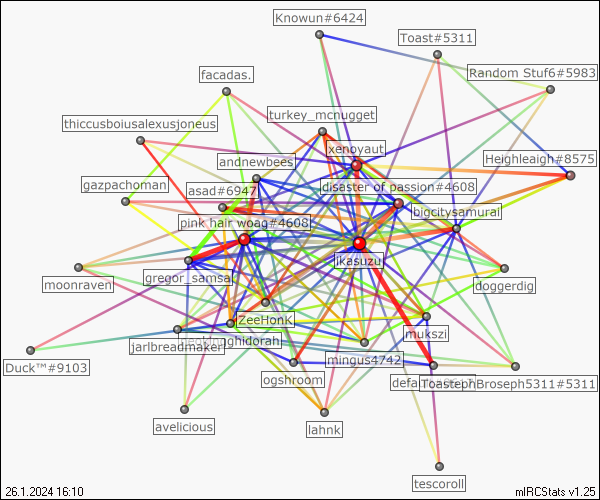 Knowun#6424
Toast#5311
facadas.
Random Stuf6#5983
turkey_mcnugget
thiccusboiusalexusjoneus
xenoyaut
andnewbees
Heighleaigh#8575
gazpachoman
asad#6947
disaster of passion#4608
bigcitysamurai
pink hair woag#4608
ikasuzu
gregor_samsa
moonraven
doggerdig
ZeeHonK
mukszi
jarlbreadmaker
mingus4742
Duck™#9103
ogshroom
ToastephBroseph5311#5311
avelicious
lahnk
tescoroll
26.1.2024 16:10
mIRCStats v1.25